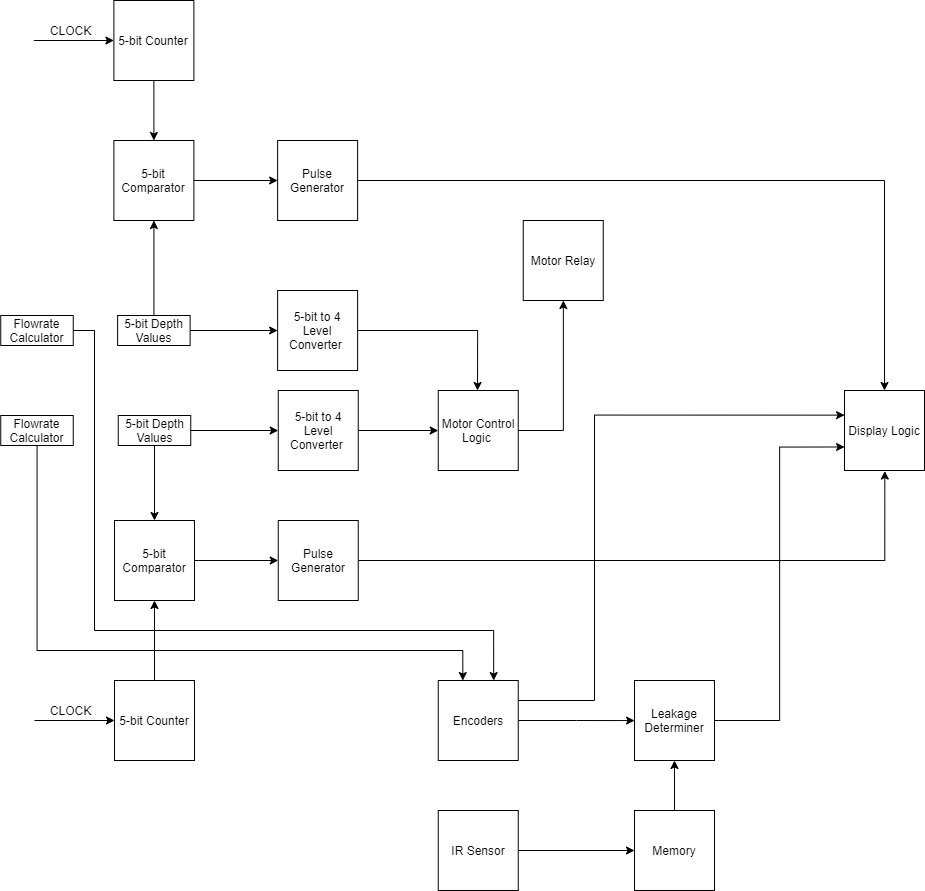 CLOCK
5-bit Counter
5-bit
Comparator
Pulse
Generator
Motor Relay
Flowrate
Calculator
5-bit Depth
Values
5-bit to 4
Level
Converter
Flowrate
Calculator
5-bit Depth
Values
5-bit to 4
Level
Converter
Motor Control
Logic
Display Logic
5-bit
Comparator
Pulse
Generator
CLOCK
5-bit Counter
Encoders
Leakage
Determiner
IR Sensor
Memory